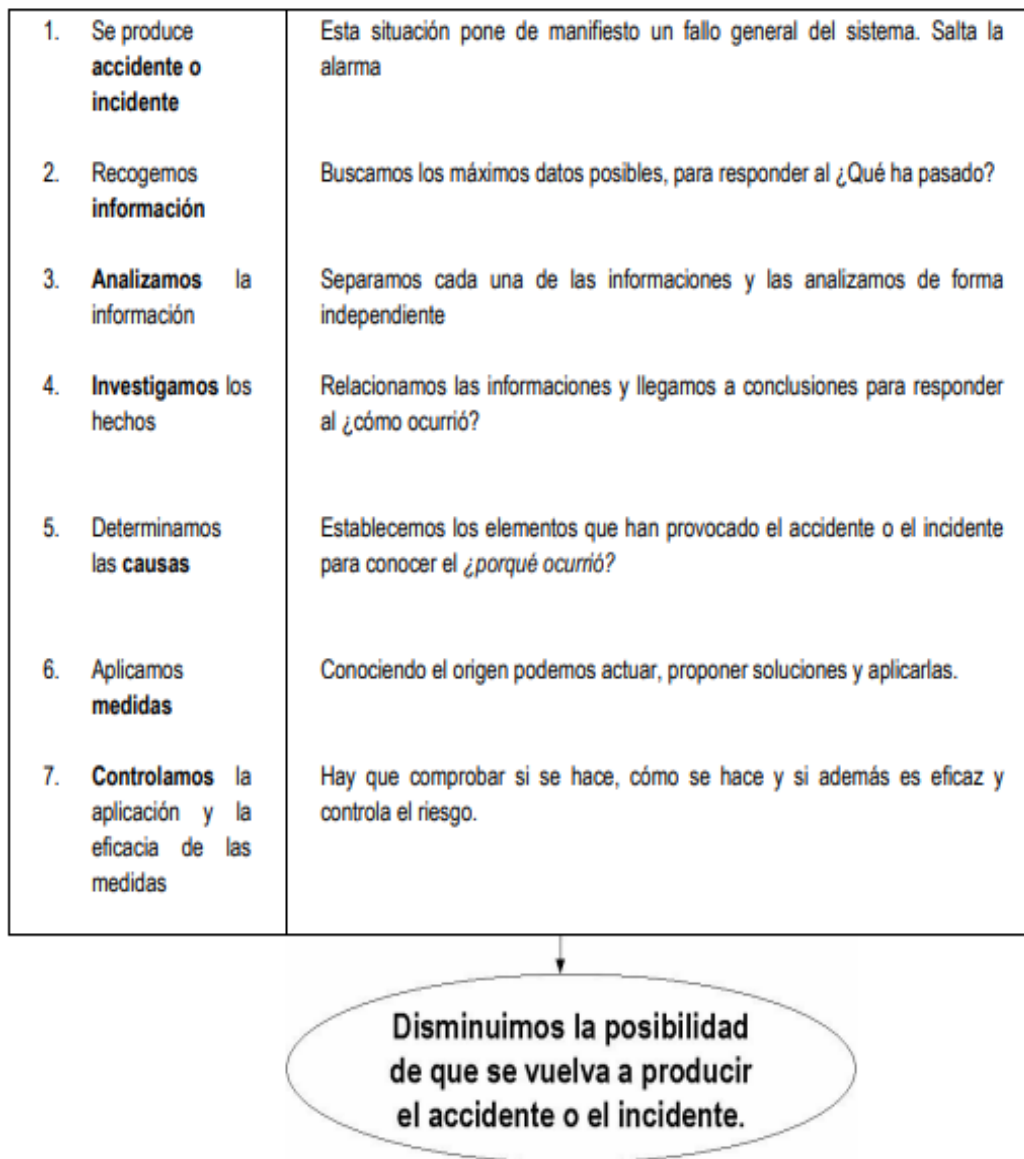 1. Se produce
accidente o
incidente
Esta situación pone de manifiesto un fallo general del sistema. Salta la
alarma
2. Recogemos
información
Buscamos los máximos datos posibles, para responder al ¿Qué ha pasado?
3. Analizamos la
información
Separamos cada una de las informaciones y las analizamos de forma
independiente
4. Investigamos los
hechos
Relacionamos las informaciones y llegamos a conclusiones para responder
al ¿cómo ocurrió?
5. Determinamos
las causas
Establecemos los elementos que han provocado el accidente o el incidente
para conocer el ¿porqué ocurrió?
6. Aplicamos
medidas
Conociendo el origen podemos actuar, proponer soluciones y aplicarlas.
7. Controlamos la
aplicación y la
eficacia de las
medidas
Hay que comprobar si se hace, cómo se hace y si además es eficaz y
controla el riesgo.
Disminuimos la posibilidad
de que se vuelva a producir
el accidente o el incidente.